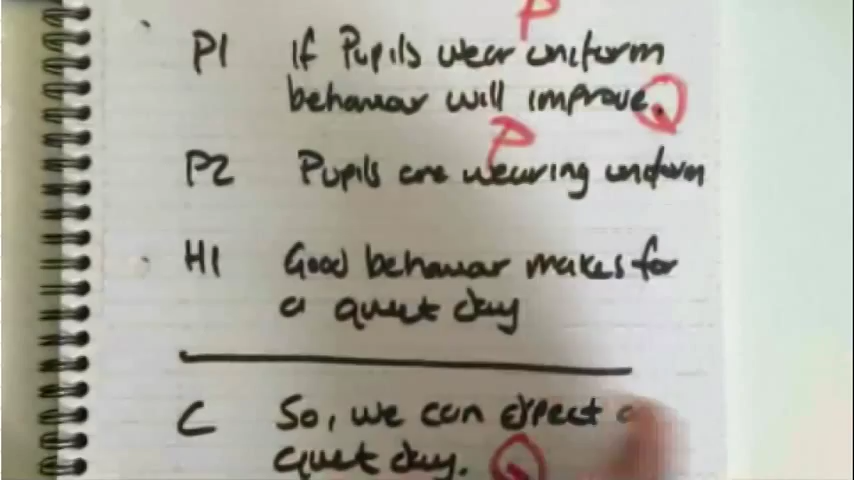 P
P1 If Pupils wear uniform
behaviour will improve. Q
P
P2 Pupils are wearing uniform
H1 Good behaviour makes for
a quiet day
C So, we can expect a
quiet day. Q